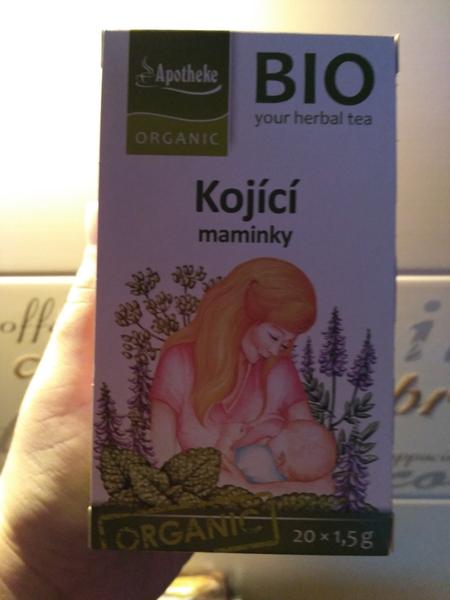 Apotheke
ORGANIC
BIO
your herbal tea
Kojící
maminky
ORGANIC
20 × 1,5 g